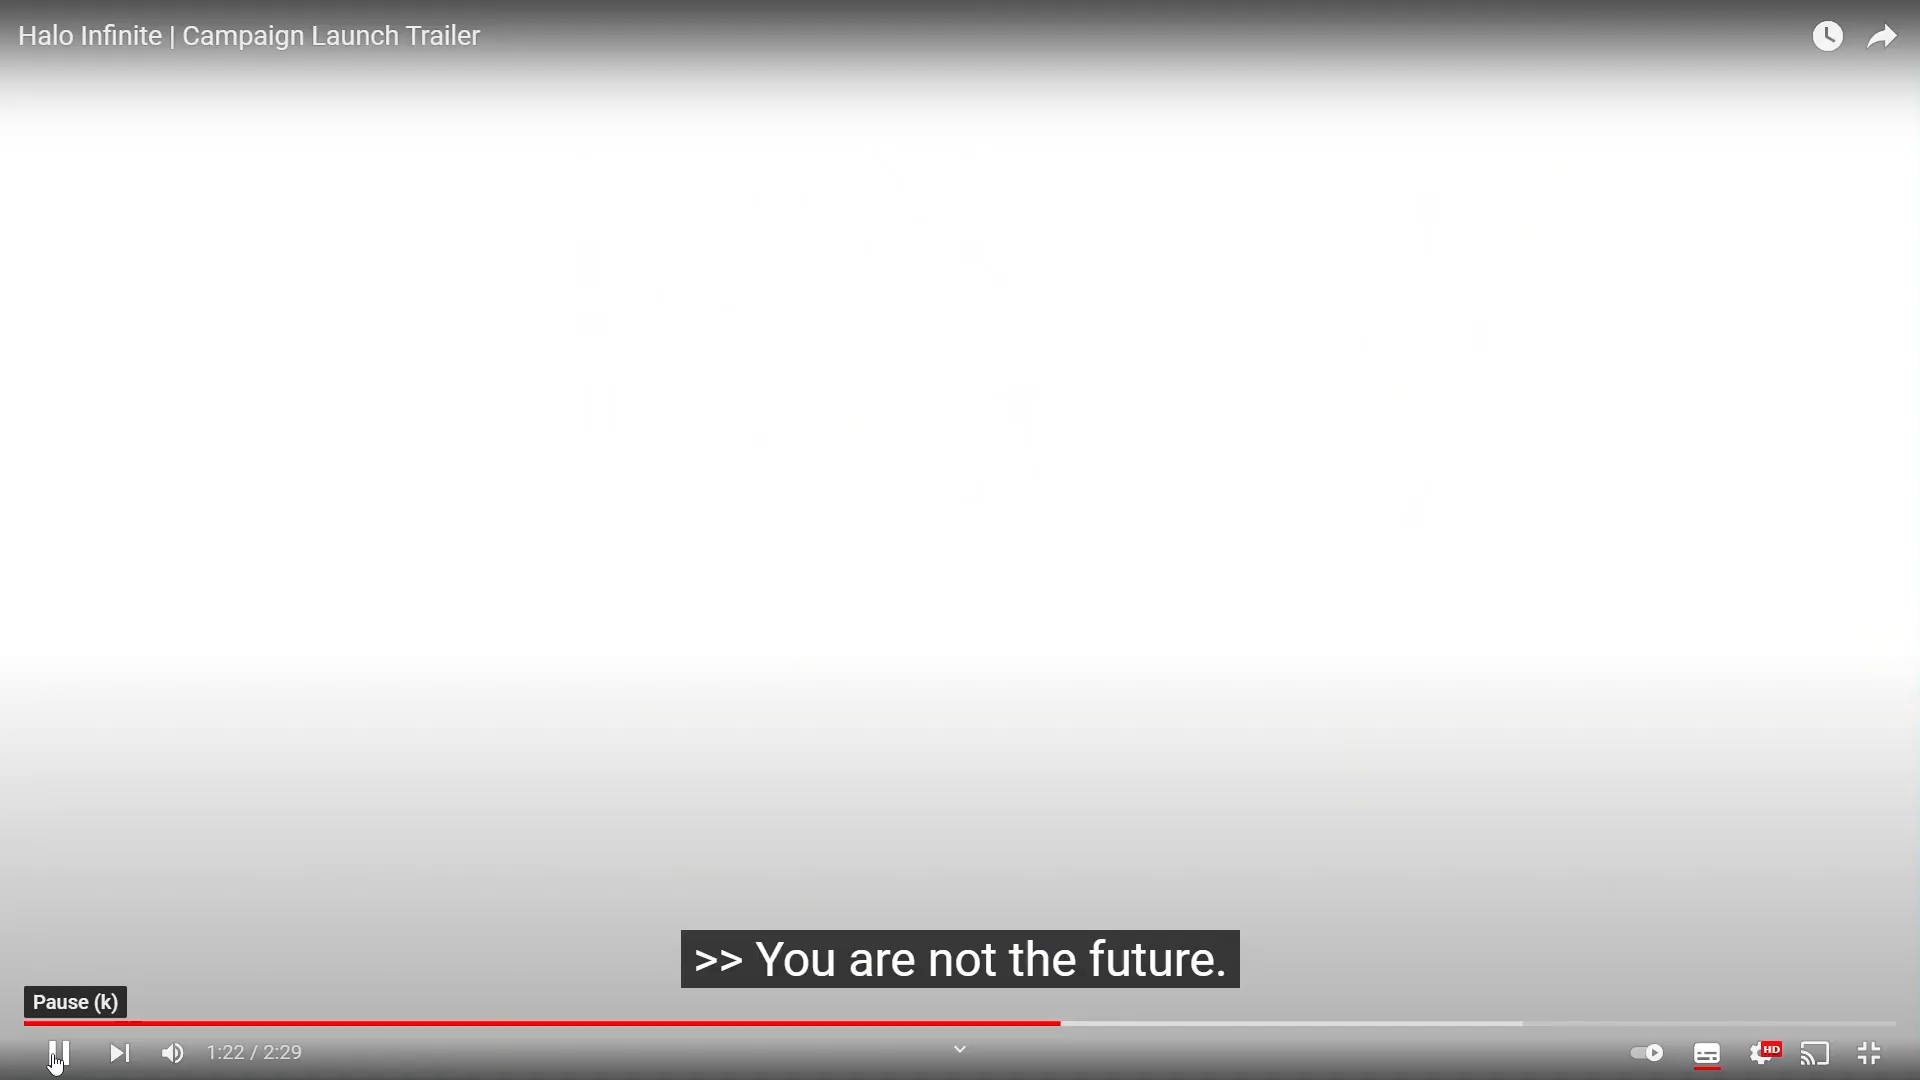 Halo Infinite | Campaign Launch Trailer
>> You are not the future.
Pause (k)
1:22 / 2:29
HD